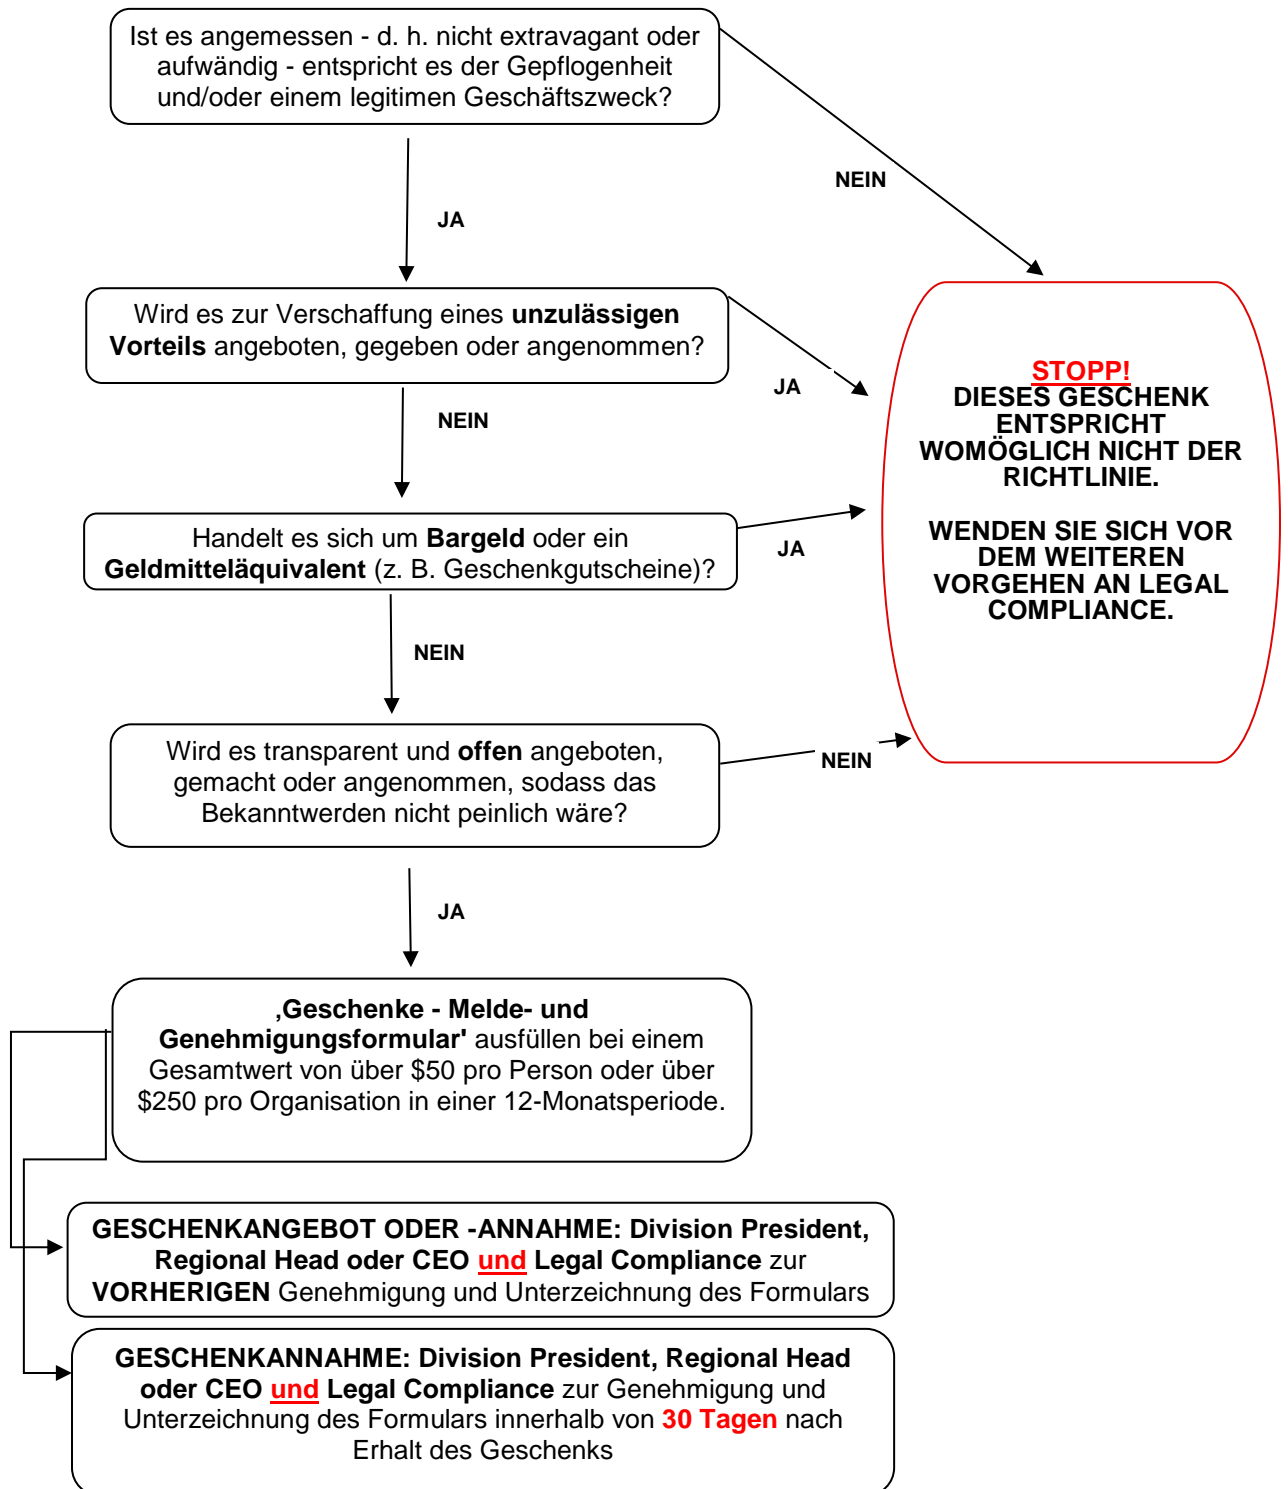 Ist es angemessen - d. h. nicht extravagant oder
aufwändig - entspricht es der Gepflogenheit
und/oder einem legitimen Geschäftszweck?
NEIN
JA
Wird es zur Verschaffung eines unzulässigen
Vorteils angeboten, gegeben oder angenommen?
JA
NEIN
STOPP!
DIESES GESCHENK
ENTSPRICHT
WOMÖGLICH NICHT DER
RICHTLINIE.
WENDEN SIE SICH VOR
DEM WEITEREN
VORGEHEN AN LEGAL
COMPLIANCE.
Handelt es sich um Bargeld oder ein
Geldmitteläquivalent (z. B. Geschenkgutscheine)?
JA
NEIN
Wird es transparent und offen angeboten,
gemacht oder angenommen, sodass das
Bekanntwerden nicht peinlich wäre?
NEIN
JA
‚Geschenke - Melde- und
Genehmigungsformular' ausfüllen bei einem
Gesamtwert von über $50 pro Person oder über
$250 pro Organisation in einer 12-Monatsperiode.
GESCHENKANGEBOT ODER -ANNAHME: Division President,
Regional Head oder CEO und Legal Compliance zur
VORHERIGEN Genehmigung und Unterzeichnung des Formulars
GESCHENKANNAHME: Division President, Regional Head
oder CEO und Legal Compliance zur Genehmigung und
Unterzeichnung des Formulars innerhalb von 30 Tagen nach
Erhalt des Geschenks